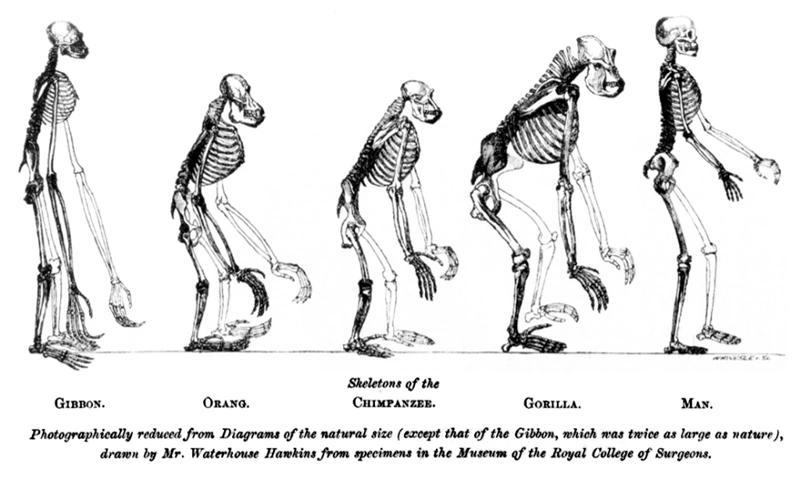 Skeletons of the
GIBBON. ORANG. CHIMPANZEE. GORILLA. MAN.
Photographically reduced from Diagrams of the natural size (except that of the Gibbon, which was twice as large as nature),
drawn by Mr. Waterhouse Hawkins from specimens in the Museum of the Royal College of Surgeons.